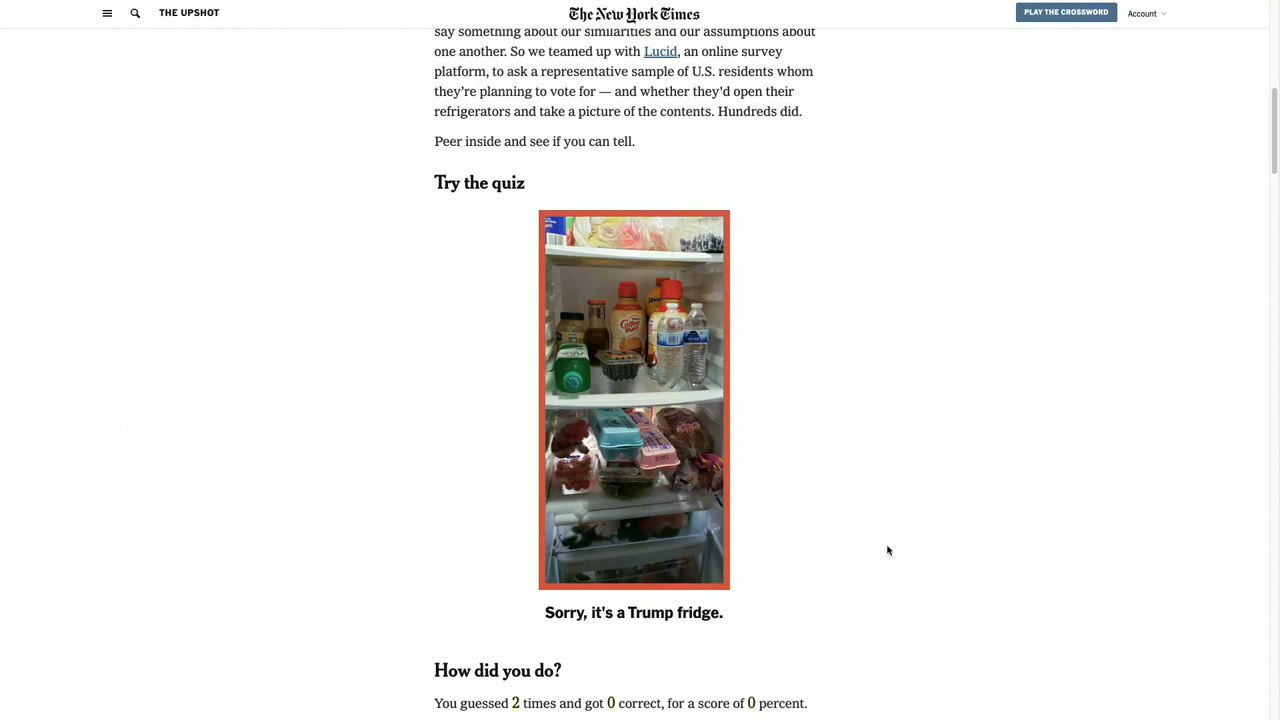 THE UPSHOT
The New York Times
PLAY THE CROSSWORD
Account
say something about our similarities and our assumptions about
one another. So we teamed up with Lucid, an online survey
platform, to ask a representative sample of U.S. residents whom
they’re planning to vote for — and whether they'd open their
refrigerators and take a picture of the contents. Hundreds did.
Peer inside and see if you can tell.
Try the quiz
Coffee mate
Sorry, it's a Trump fridge.
How did you do?
You guessed 2 times and got 0 correct, for a score of 0 percent.